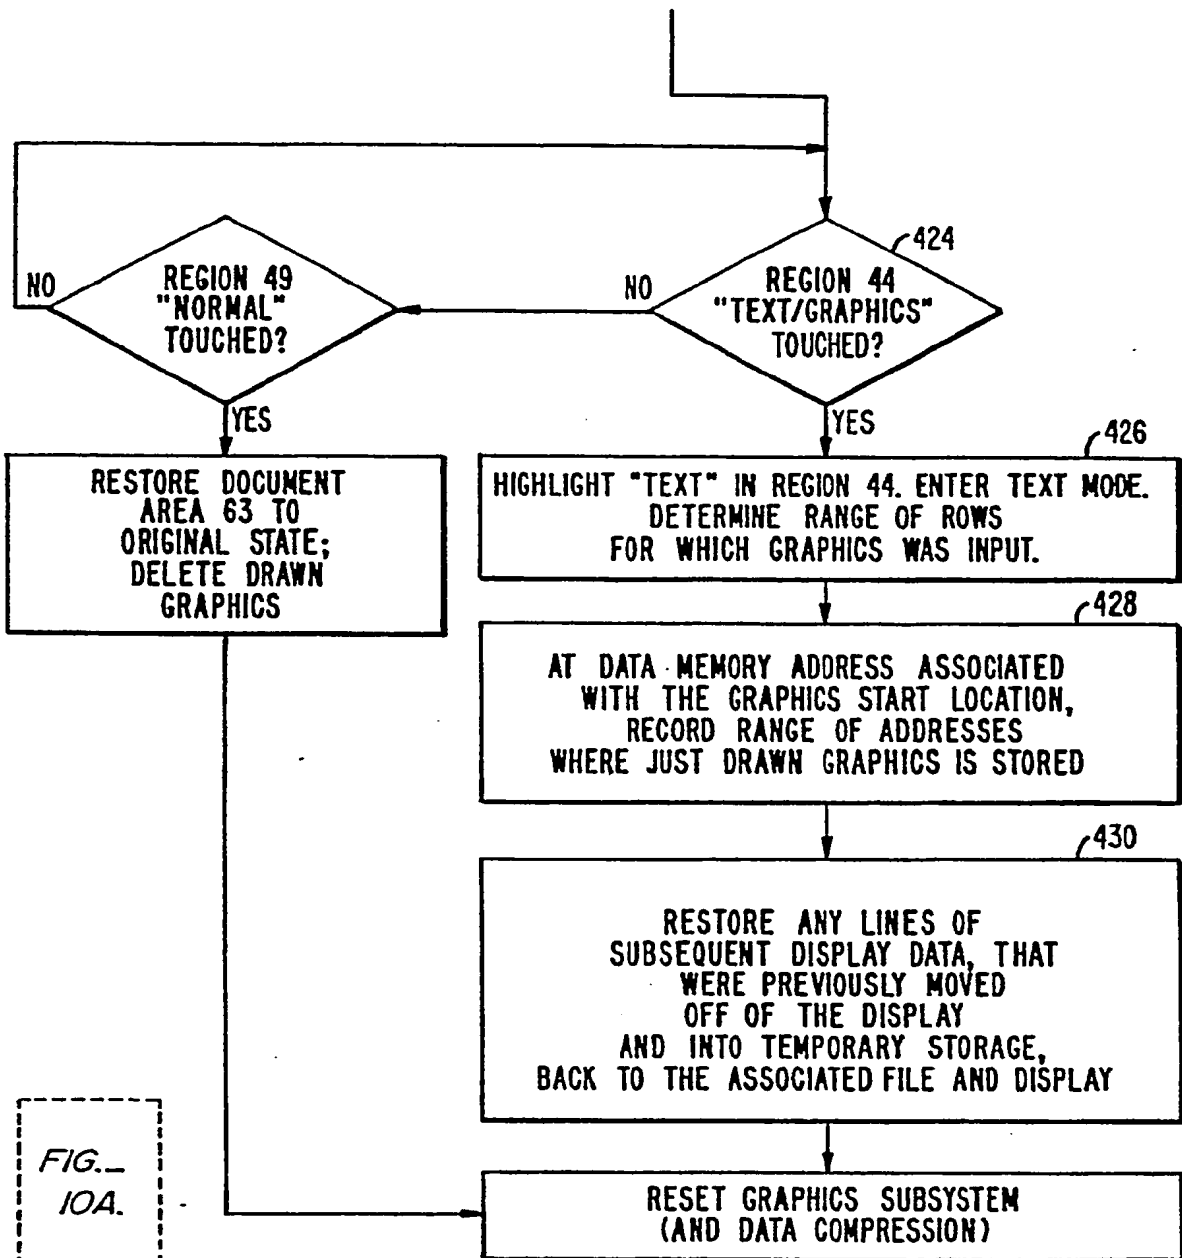 424
REGION 44
"TEXT/GRAPHICS"
TOUCHED?
NO
YES
REGION 49
"NORMAL"
TOUCHED?
NO
YES
RESTORE DOCUMENT
AREA 63 TO
ORIGINAL STATE;
DELETE DRAWN
GRAPHICS
426
HIGHLIGHT "TEXT" IN REGION 44. ENTER TEXT MODE.
DETERMINE RANGE OF ROWS
FOR WHICH GRAPHICS WAS INPUT.
428
AT DATA MEMORY ADDRESS ASSOCIATED
WITH THE GRAPHICS START LOCATION,
RECORD RANGE OF ADDRESSES
WHERE JUST DRAWN GRAPHICS IS STORED
430
RESTORE ANY LINES OF
SUBSEQUENT DISPLAY DATA, THAT
WERE PREVIOUSLY MOVED
OFF OF THE DISPLAY
AND INTO TEMPORARY STORAGE,
BACK TO THE ASSOCIATED FILE AND DISPLAY
RESET GRAPHICS SUBSYSTEM
(AND DATA COMPRESSION)
FIG._
10A.